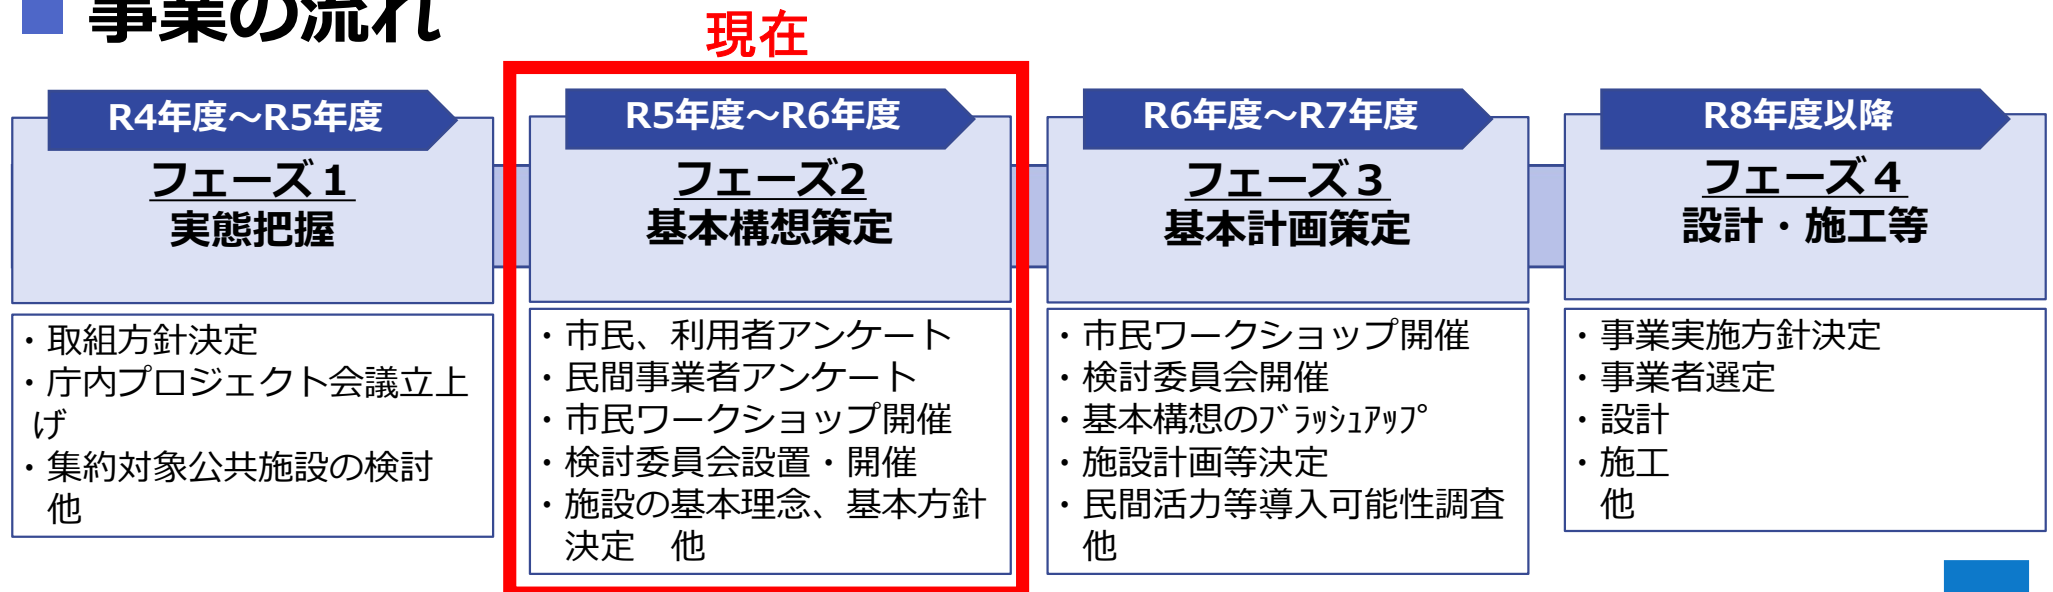 事業の流れ
現在
R4年度～R5年度
フェーズ１
実態把握
・取組方針決定
・庁内プロジェクト会議立上
げ
・集約対象公共施設の検討
他
R5年度～R6年度
フェーズ2
基本構想策定
・市民、利用者アンケート
・民間事業者アンケート
・市民ワークショップ開催
・検討委員会設置・開催
・施設の基本理念、基本方針
決定　他
R6年度～R7年度
フェーズ３
基本計画策定
・市民ワークショップ開催
・検討委員会開催
・基本構想のﾌﾞﾗｯｼｭｱｯﾌﾟ
・施設計画等決定
・民間活力等導入可能性調査
他
R8年度以降
フェーズ４
設計・施工等
・事業実施方針決定
・事業者選定
・設計
・施工
他